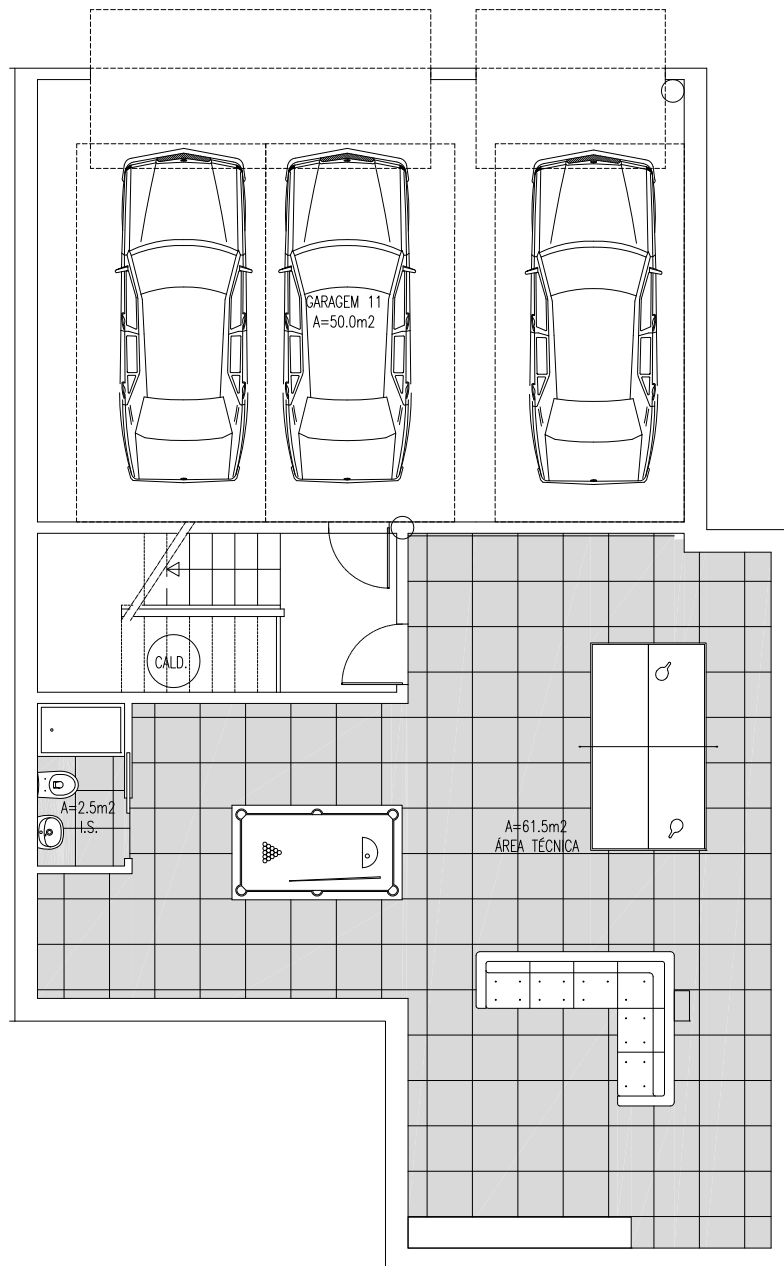 GARAGEM 11
A=50.0m2
CALD.
A=2.5m2
I.S.
A=61.5m2
ÁREA TÉCNICA